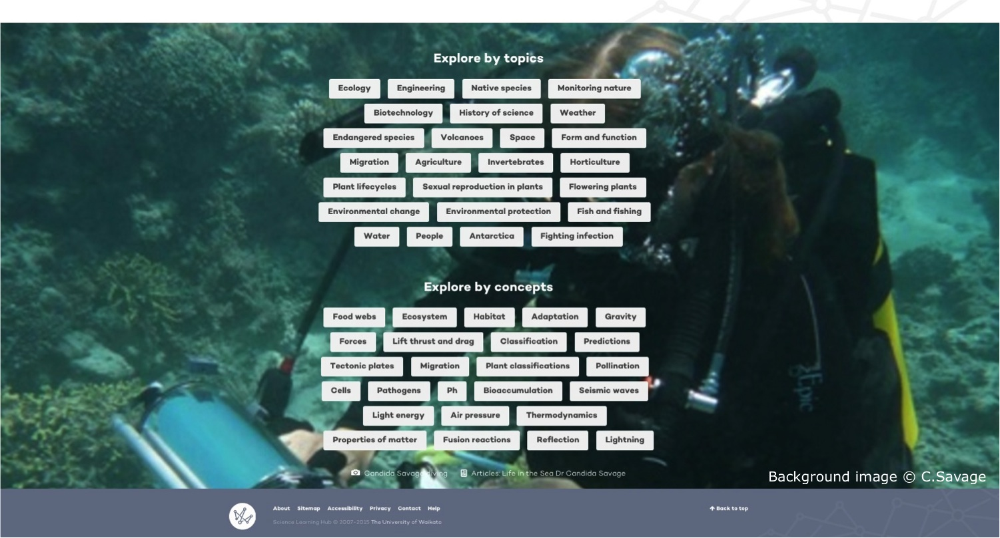 Explore by topics
Ecology Engineering Native species Monitoring nature
Biotechnology History of science Weather
Endangered species Volcanoes Space Form and function
Migration Agriculture Invertebrates Horticulture
Plant lifecycles Sexual reproduction in plants Flowering plants
Environmental change Environmental protection Fish and fishing
Water People Antarctica Fighting infection
Explore by concepts
Food webs Ecosystem Habitat Adaptation Gravity
Forces Lift thrust and drag Classification Predictions
Tectonic plates Migration Plant classifications Pollination
Cells Pathogens Ph Bioaccumulation Seismic waves
Light energy Air pressure Thermodynamics
Properties of matter Fusion reactions Reflection Lightning
Candida Savage diving Articles: Life in the Sea Dr Candida Savage
Background image © C.Savage
Epic
About Sitemap Accessibility Privacy Contact Help
Back to top
Science Learning Hub © 2007-2015 The University of Waikato